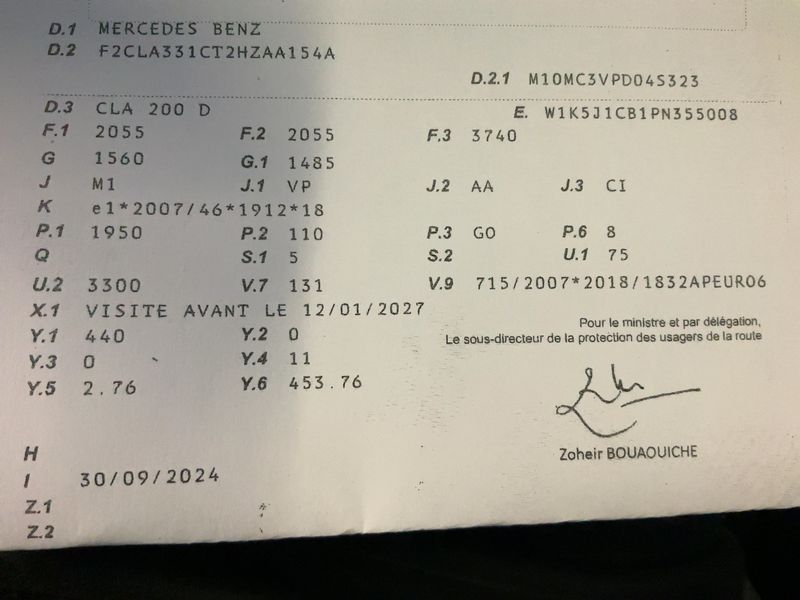 D.1 MERCEDES BENZ
D.2 F2CLA331CT2HZAA154A
D.2.1 M10MC3VPD04S323
D.3 CLA 200 D E. W1K5J1CB1PN355008
F.1 2055 F.2 2055 F.3 3740
G 1560 G.1 1485
J M1 J.1 VP J.2 AA J.3 CI
K e1*2007/46*1912*18
P.1 1950 P.2 110 P.3 GO P.6 8
Q S.1 5 S.2 U.1 75
U.2 3300 V.7 131 V.9 715/2007*2018/1832APEURO6
X.1 VISITE AVANT LE 12/01/2027
Y.1 440 Y.2 0
Y.3 0 Y.4 11
Y.5 2.76 Y.6 453.76
Pour le ministre et par délégation,
Le sous-directeur de la protection des usagers de la route
Zoheir BOUAOUICHE
H
I 30/09/2024
Z.1
Z.2